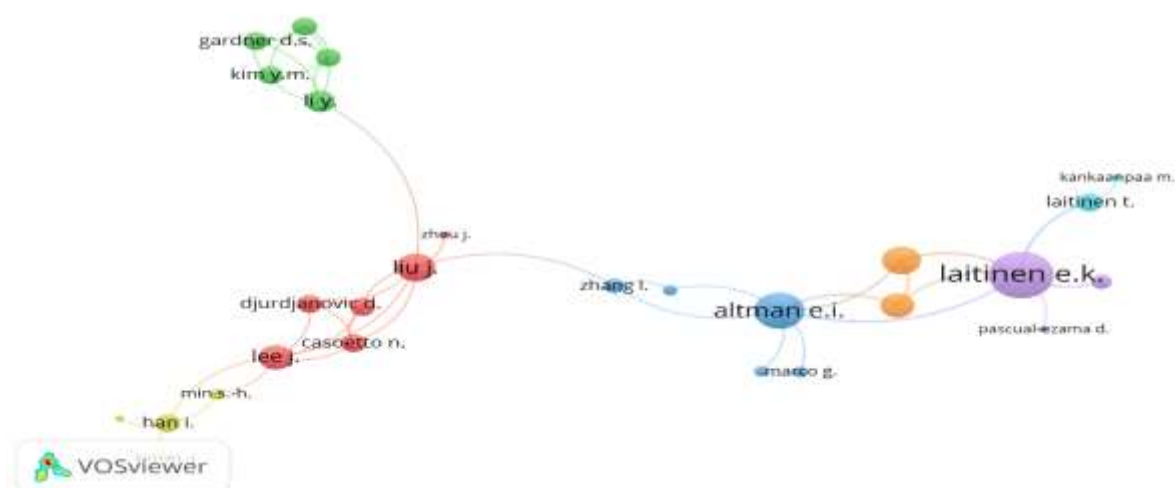 gardner d.s.
kim y.m.
li y.
kankaanpaa m.
laitinen t.
zhou j.
liu j.
laitinen e.k.
zhang l.
djurdjanovic d.
altman e.i.
pascual-ezama d.
casoetto n.
lee j.
marco g.
min s.-h.
han i.
VOSviewer